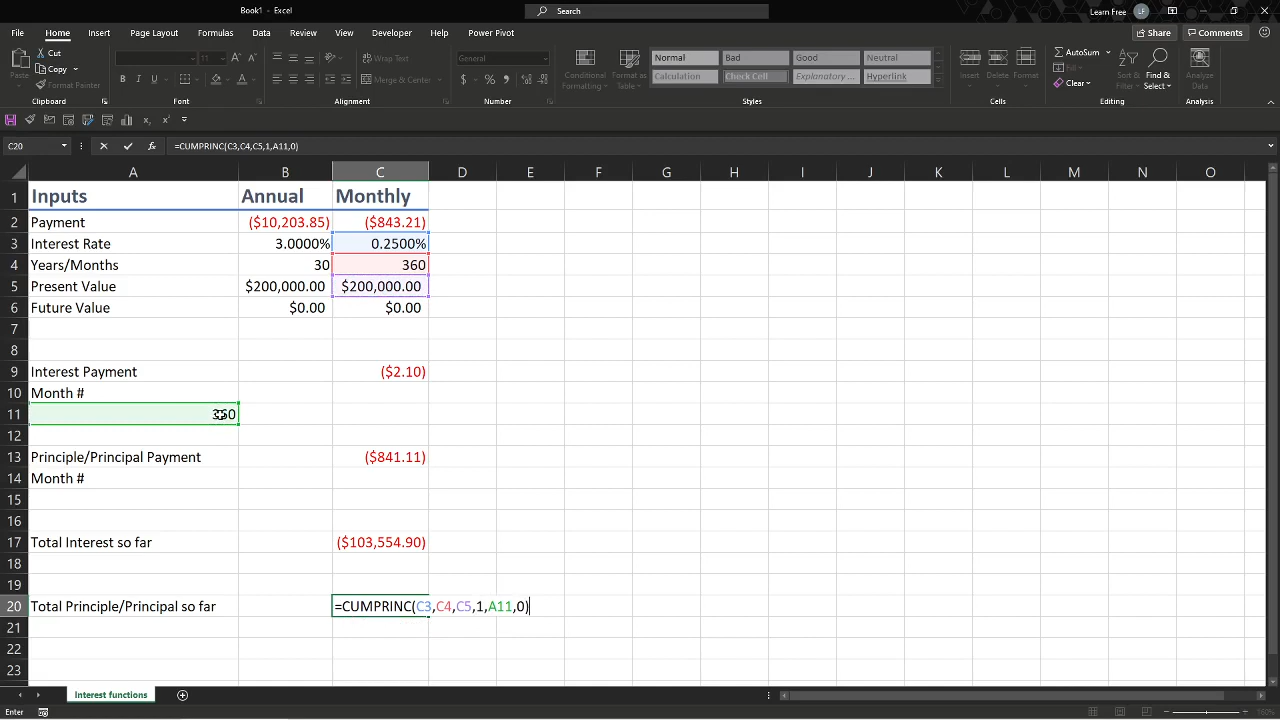 Book1 - Excel
Search
Learn Free LF
File Home Insert Page Layout Formulas Data Review View Developer Help Power Pivot
Share Comments
Paste Cut Copy Format Painter
Clipboard
11 A A B I U A
Font
Wrap Text Merge & Center
Alignment
General
$ % ,
Number
Conditional Formatting Format as Table
Normal Bad Good Neutral
Calculation Check Cell Explanatory ... Hyperlink
Styles
Insert Delete Format
Cells
AutoSum Fill Clear Sort & Filter Find & Select
Editing
Analyze Data
Analysis
C20 fx =CUMPRINC(C3,C4,C5,1,A11,0)
A B C D E F G H I J K L M N O
1 Inputs Annual Monthly
2 Payment ($10,203.85) ($843.21)
3 Interest Rate 3.0000% 0.2500%
4 Years/Months 30 360
5 Present Value $200,000.00 $200,000.00
6 Future Value $0.00 $0.00
7
8
9 Interest Payment ($2.10)
10 Month #
11 360
12
13 Principle/Principal Payment ($841.11)
14 Month #
15
16
17 Total Interest so far ($103,554.90)
18
19
20 Total Principle/Principal so far =CUMPRINC(C3,C4,C5,1,A11,0)
21
22
23
Interest functions
Enter
160%